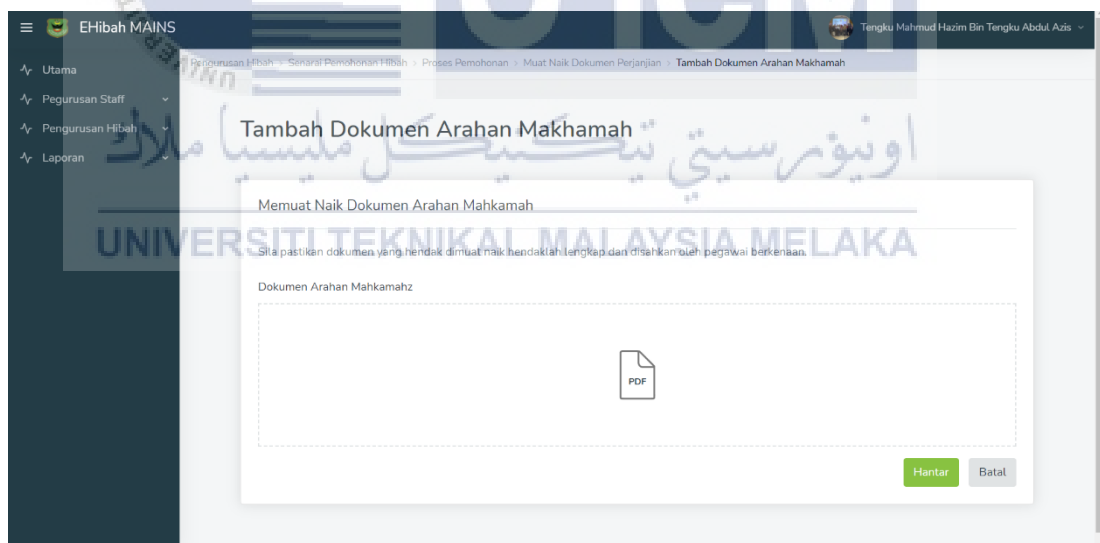 EHibah MAINS
Tengku Mahmud Hazim Bin Tengku Abdul Azis
Utama
Pegurusan Staff
Pengurusan Hibah
Laporan
Pengurusan Hibah > Senarai Pemohonan Hibah > Proses Pemohonan > Muat Naik Dokumen Perjanjian > Tambah Dokumen Arahan Makhamah
Tambah Dokumen Arahan Makhamah
اونيۏرسيتي تيكنيكل مليسيا ملاك
Memuat Naik Dokumen Arahan Mahkamah
UNIVERSITI TEKNIKAL MALAYSIA MELAKA
Sila pastikan dokumen yang hendak dimuat naik hendaklah lengkap dan disahkan oleh pegawai berkenaan.
Dokumen Arahan Mahkamahz
PDF
Hantar
Batal